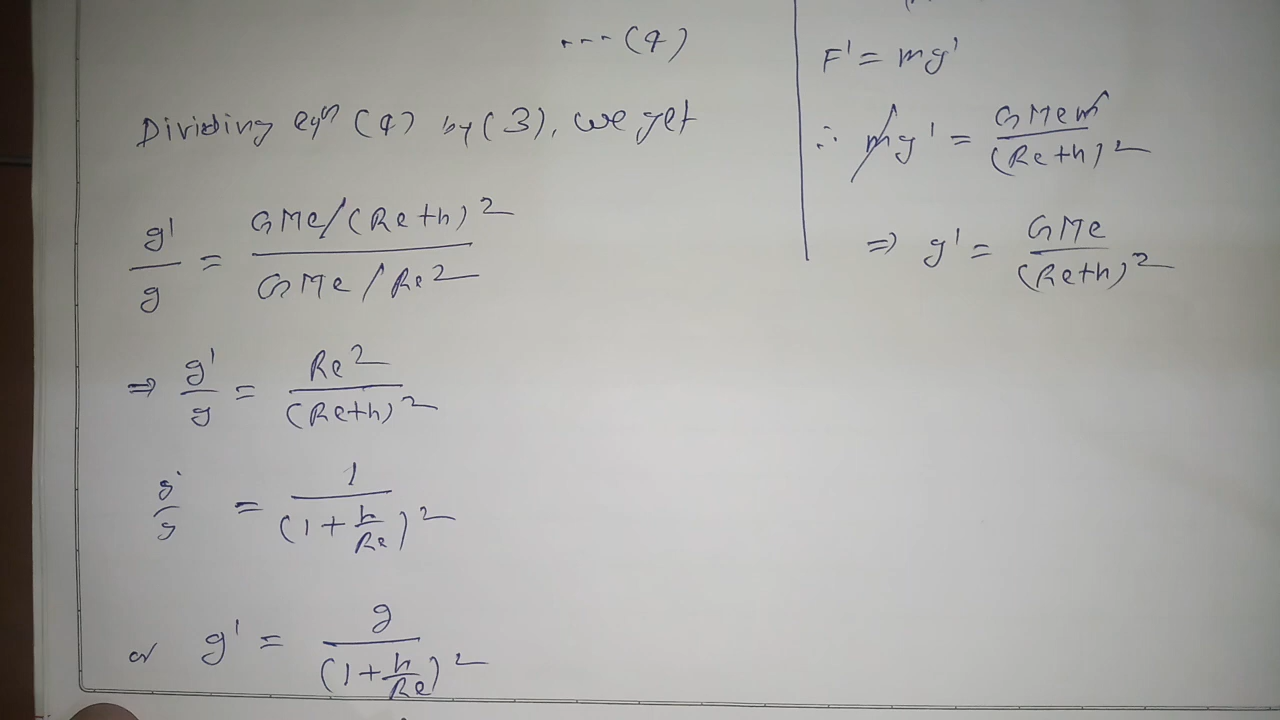 ---(4)
Dividing eqn (4) by (3), we get
g'/g = GMe/(Re+h)² / GMe/Re²
⇒ g'/g = Re²/(Re+h)²
g'/g = 1/(1+h/Re)²
or g' = g/(1+h/Re)²
F' = mg'
∴ mg' = GMem/(Re+h)²
⇒ g' = GMe/(Re+h)²